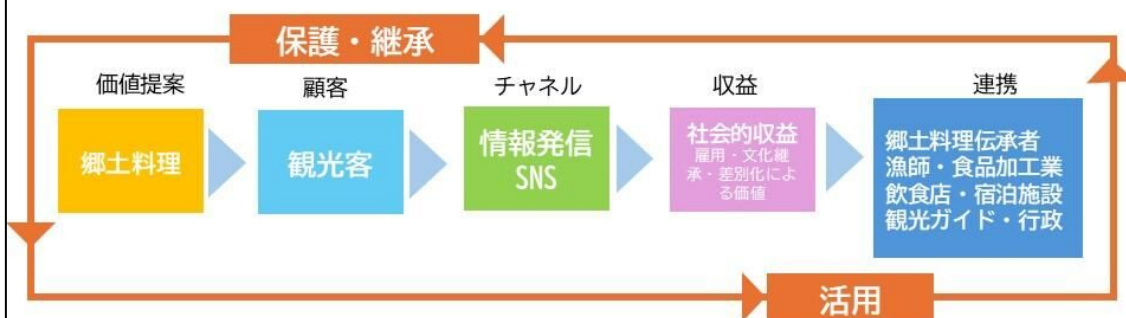 保護・継承
価値提案
顧客
チャネル
収益
連携
郷土料理
観光客
情報発信
SNS
社会的収益
雇用・文化継
承・差別化によ
る価値
郷土料理伝承者
漁師・食品加工業
飲食店・宿泊施設
観光ガイド・行政
活用